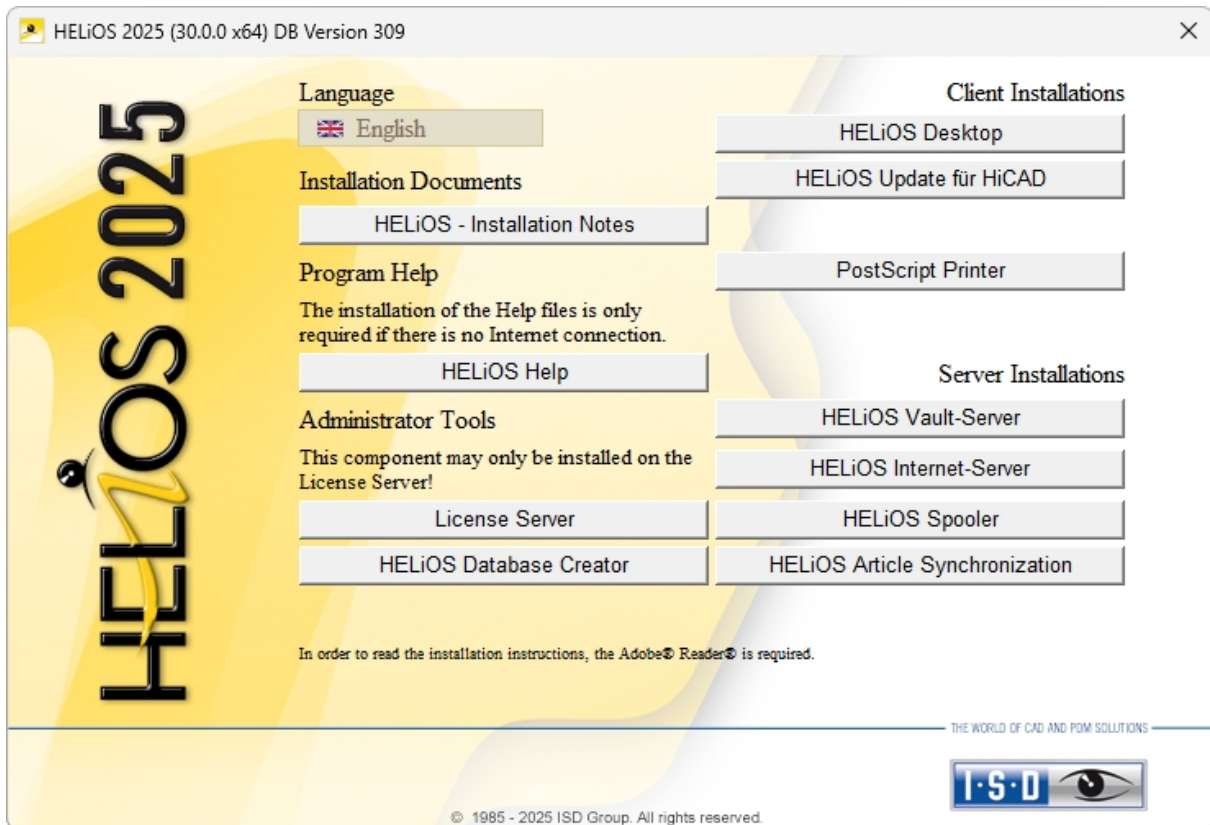 HELiOS 2025 (30.0.0 x64) DB Version 309
HELiOS 2025
Language
English
Installation Documents
HELiOS - Installation Notes
Program Help
The installation of the Help files is only
required if there is no Internet connection.
HELiOS Help
Administrator Tools
This component may only be installed on the
License Server!
License Server
HELiOS Database Creator
Client Installations
HELiOS Desktop
HELiOS Update für HiCAD
PostScript Printer
Server Installations
HELiOS Vault-Server
HELiOS Internet-Server
HELiOS Spooler
HELiOS Article Synchronization
In order to read the installation instructions, the Adobe® Reader® is required.
THE WORLD OF CAD AND PDM SOLUTIONS
I·S·D
© 1985 - 2025 ISD Group. All rights reserved.